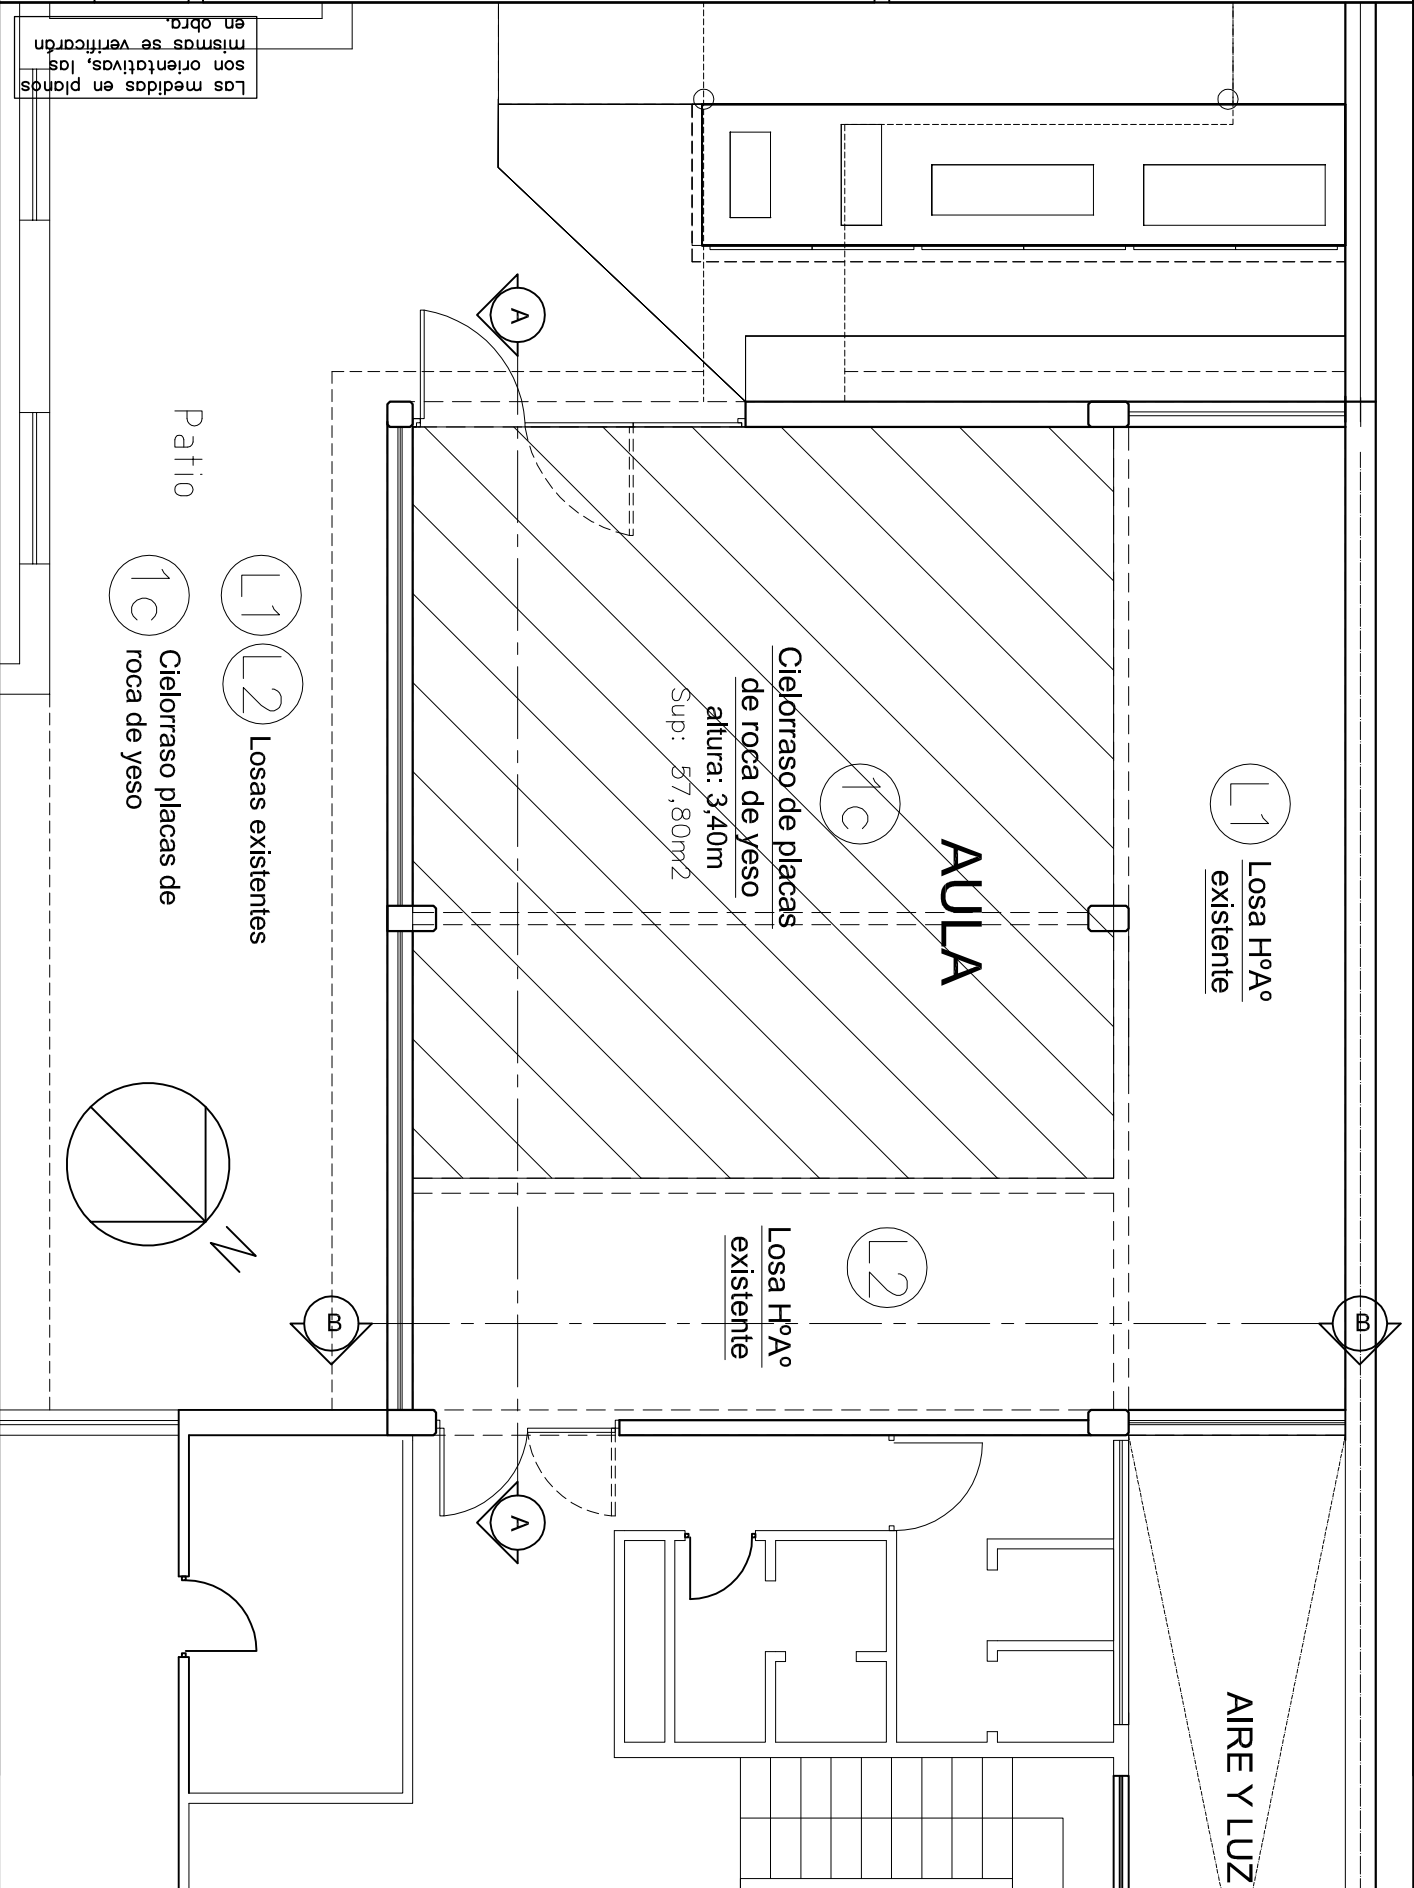 Las medidas en planos
son orientativas, las
mismas se verificarán
en obra.
A
Patio
L1
L2
Losas existentes
1c
Cielorraso placas de
roca de yeso
Cielorraso de placas
de roca de yeso
altura: 3,40m
Sup: 57,80m2
1c
AULA
L1
Losa HºAº
existente
L2
Losa HºAº
existente
N
B
B
A
AIRE Y LUZ